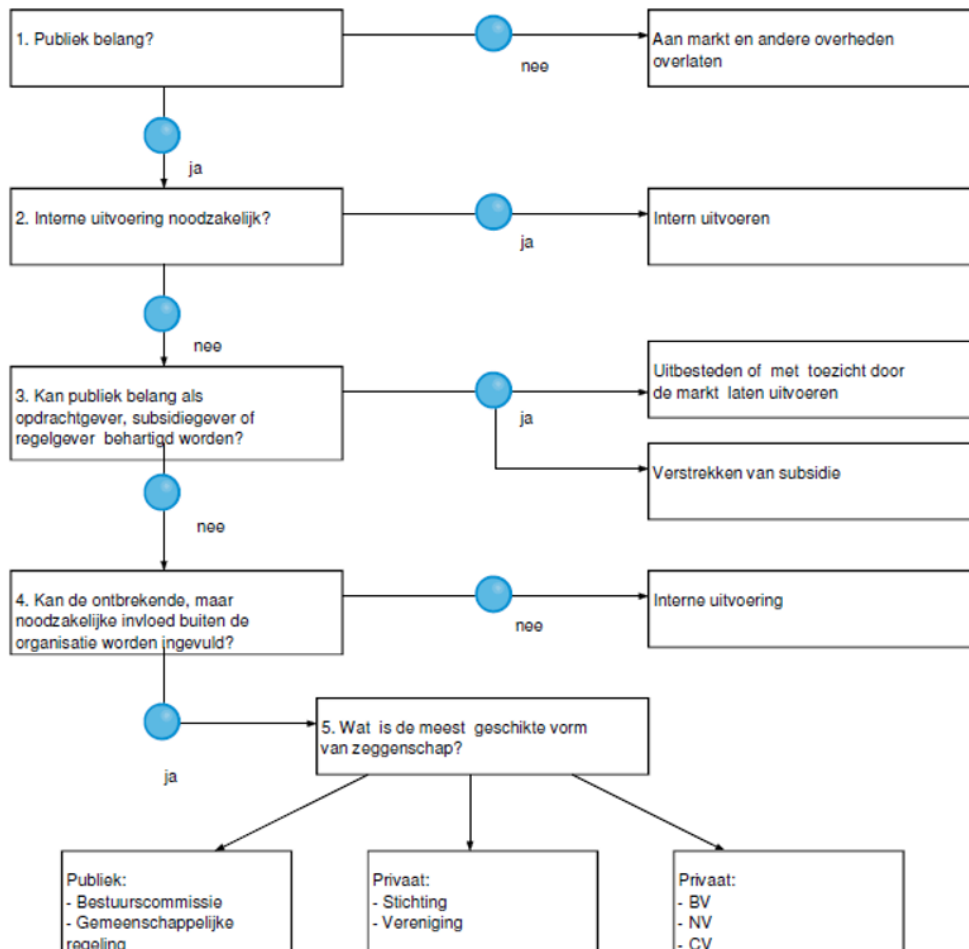 1. Publiek belang?
nee
Aan markt en andere overheden
overlaten
ja
2. Interne uitvoering noodzakelijk?
ja
Intern uitvoeren
nee
3. Kan publiek belang als
opdrachtgever, subsidiegever of
regelgever behartigd worden?
ja
Uitbesteden of met toezicht door
de markt laten uitvoeren
Verstrekken van subsidie
nee
4. Kan de ontbrekende, maar
noodzakelijke invloed buiten de
organisatie worden ingevuld?
nee
Interne uitvoering
ja
5. Wat is de meest geschikte vorm
van zeggenschap?
Publiek:
- Bestuurscommissie
- Gemeenschappelijke
regeling
Privaat:
- Stichting
- Vereniging
Privaat:
- BV
- NV
- CV